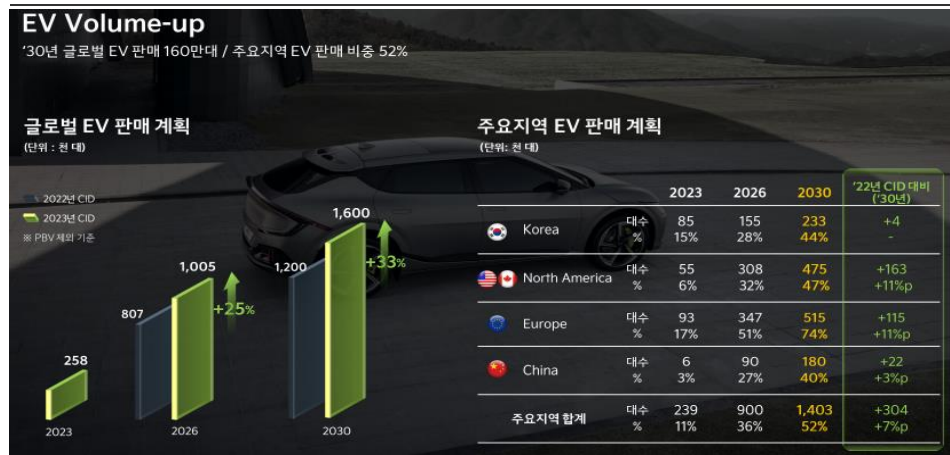 EV Volume-up
'30년 글로벌 EV 판매 160만대 / 주요지역 EV 판매 비중 52%
글로벌 EV 판매 계획
(단위 : 천 대)
2022년 CID
2023년 CID
※ PBV 제외 기준
258
807
1,005
+25%
1,200
1,600
+33%
2023
2026
2030
주요지역 EV 판매 계획
(단위: 천 대)
2023 2026 2030 '22년 CID 대비
('30년)
Korea 대수 85 155 233 +4
% 15% 28% 44% -
North America 대수 55 308 475 +163
% 6% 32% 47% +11%p
Europe 대수 93 347 515 +115
% 17% 51% 74% +11%p
China 대수 6 90 180 +22
% 3% 27% 40% +3%p
주요지역 합계 대수 239 900 1,403 +304
% 11% 36% 52% +7%p